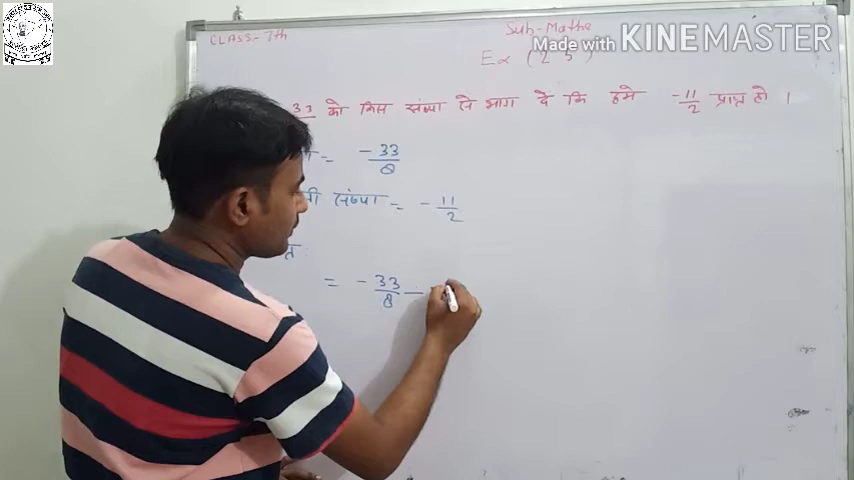 CLASS- 7th
Sub- Maths
Made with KINEMASTER
Ex (2.5)
33 को किस संख्या से भाग दे कि हमे -11/2 प्राप्त हो ।
= -33/8
संख्या = -11/2
= -33/8 -